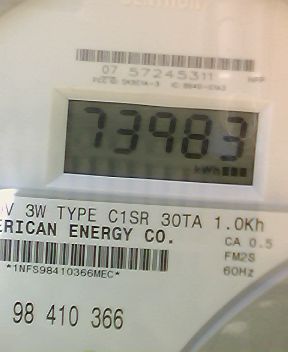 07 57245311
73983
kWh
V 3W TYPE C1SR 30TA 1.0Kh
ERICAN ENERGY CO.
CA 0.5
FM2S
*1NFS98410366MEC*
60Hz
98 410 366